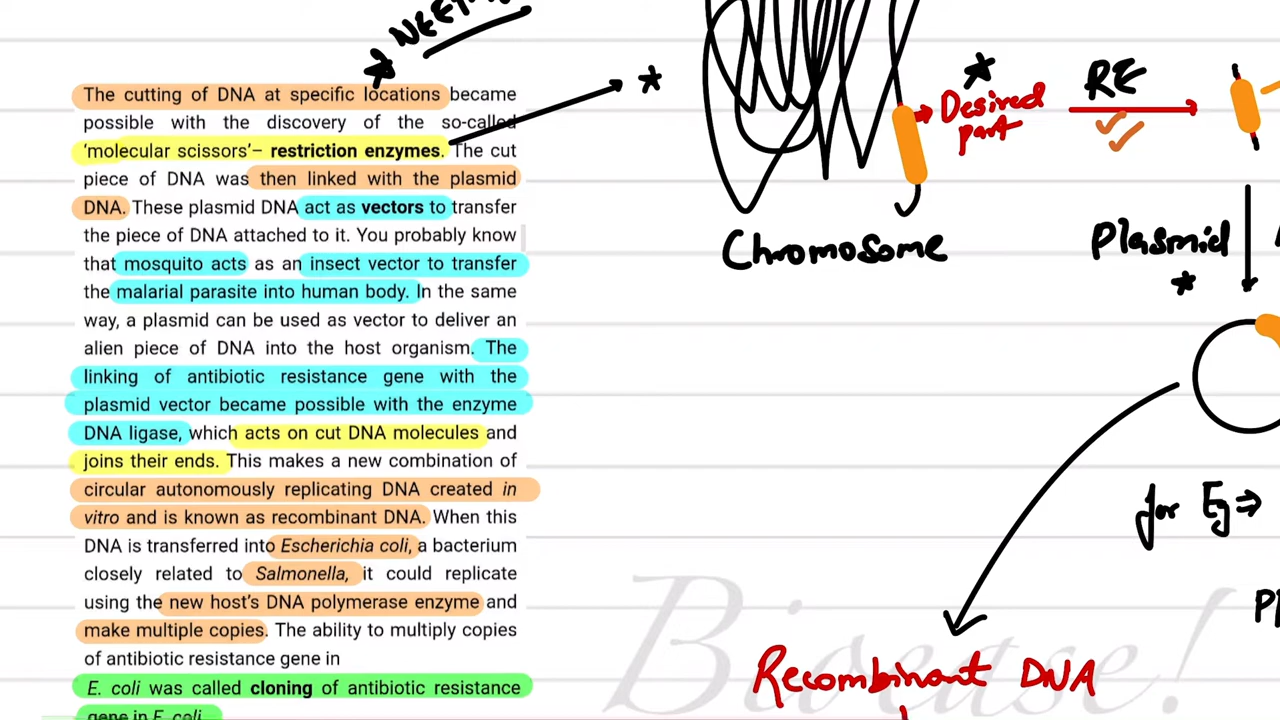 The cutting of DNA at specific locations became
possible with the discovery of the so-called
‘molecular scissors’– restriction enzymes. The cut
piece of DNA was then linked with the plasmid
DNA. These plasmid DNA act as vectors to transfer
the piece of DNA attached to it. You probably know
that mosquito acts as an insect vector to transfer
the malarial parasite into human body. In the same
way, a plasmid can be used as vector to deliver an
alien piece of DNA into the host organism. The
linking of antibiotic resistance gene with the
plasmid vector became possible with the enzyme
DNA ligase, which acts on cut DNA molecules and
joins their ends. This makes a new combination of
circular autonomously replicating DNA created in
vitro and is known as recombinant DNA. When this
DNA is transferred into Escherichia coli, a bacterium
closely related to Salmonella, it could replicate
using the new host’s DNA polymerase enzyme and
make multiple copies. The ability to multiply copies
of antibiotic resistance gene in
E. coli was called cloning of antibiotic resistance
gene in E. coli.
Desired
part
RE
Chromosome
Plasmid
for Eg ⇒
Recombinant DNA